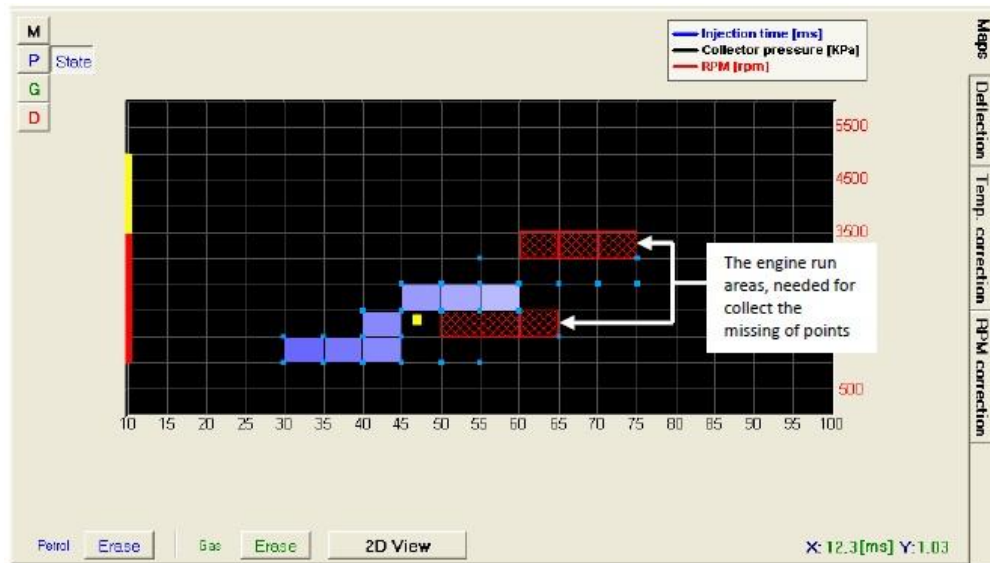 M
P State
G
D
Injection time [ms]
Collector pressure [KPa]
RPM [rpm]
5500
4500
3500
500
The engine run
areas, needed for
collect the
missing of points
10 15 20 25 30 35 40 45 50 55 60 65 70 75 80 85 90 95 100
Maps
Deflection
Temp. correction
RPM correction
Petrol Erase Gas Erase 2D View X: 12.3[ms] Y: 1.03